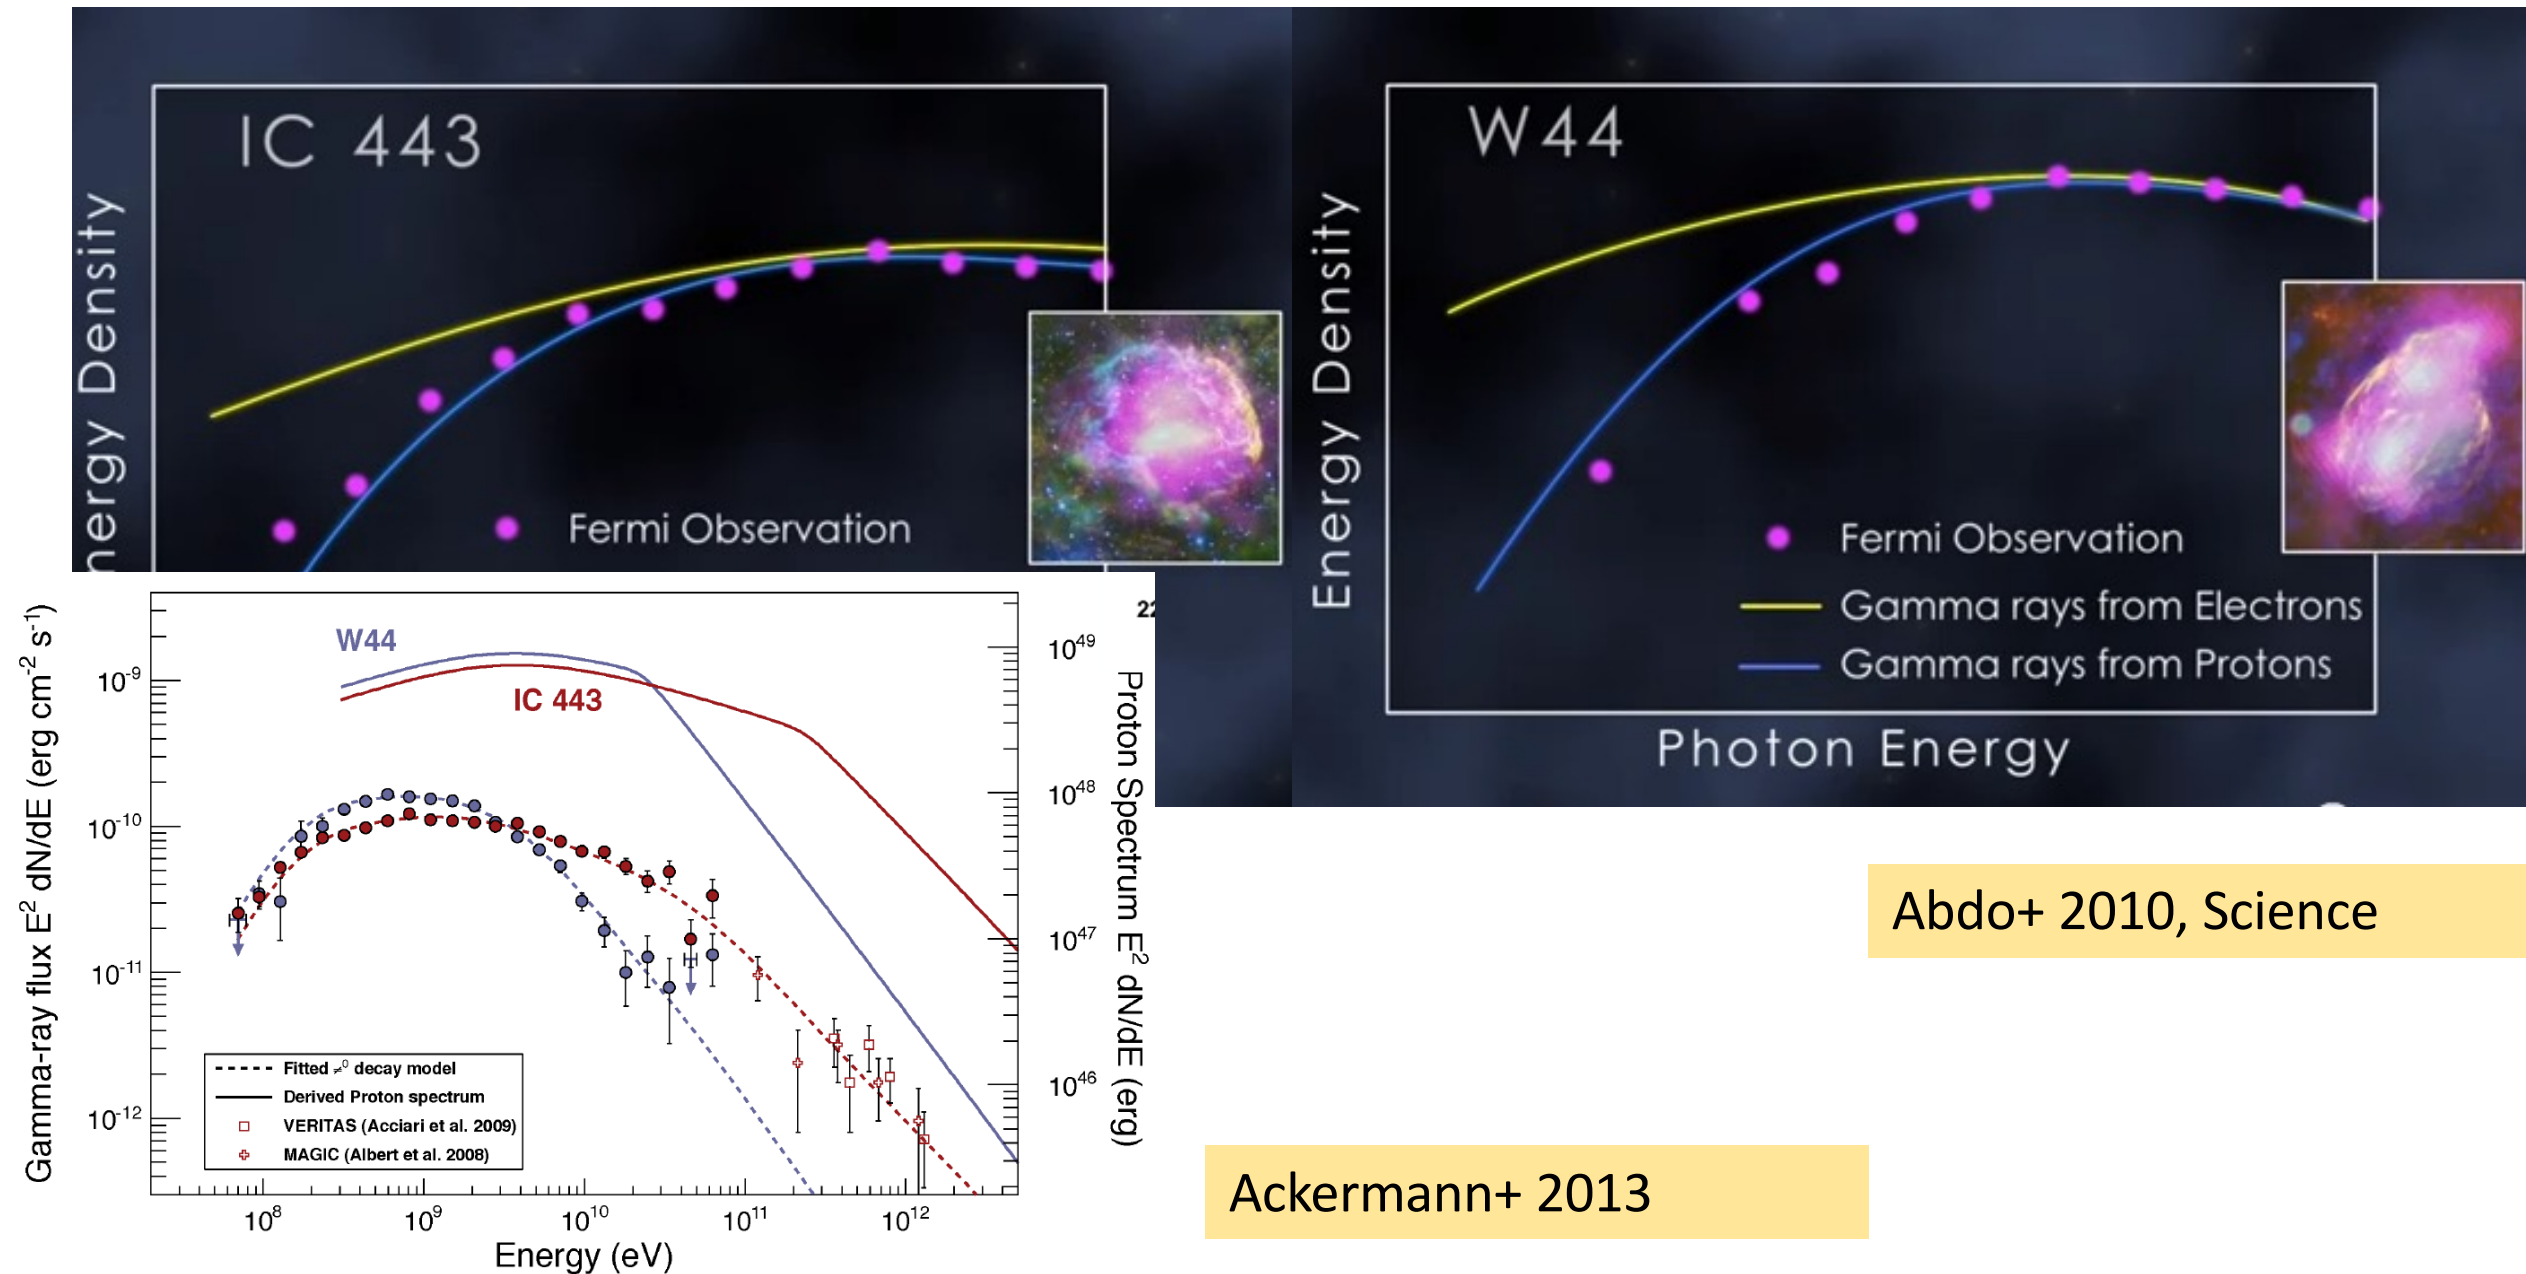 IC 443
nergy Density
Fermi Observation
W44
Energy Density
Fermi Observation
Gamma rays from Electrons
Gamma rays from Protons
Photon Energy
22
W44
IC 443
Gamma-ray flux E² dN/dE (erg cm⁻² s⁻¹)
10⁻⁹
10⁻¹⁰
10⁻¹¹
10⁻¹²
10⁴⁹
10⁴⁸
10⁴⁷
10⁴⁶
Proton Spectrum E² dN/dE (erg)
Fitted ≠⁰ decay model
Derived Proton spectrum
VERITAS (Acciari et al. 2009)
MAGIC (Albert et al. 2008)
10⁸ 10⁹ 10¹⁰ 10¹¹ 10¹²
Energy (eV)
Abdo+ 2010, Science
Ackermann+ 2013